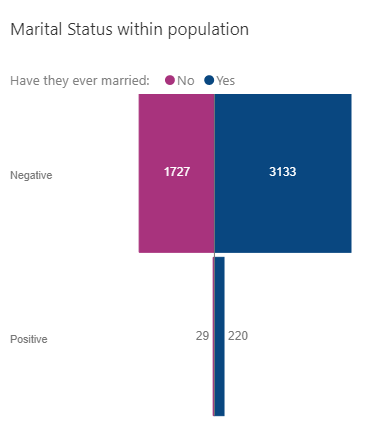 Marital Status within population
Have they ever married: No Yes
Negative 1727 3133
Positive 29 220